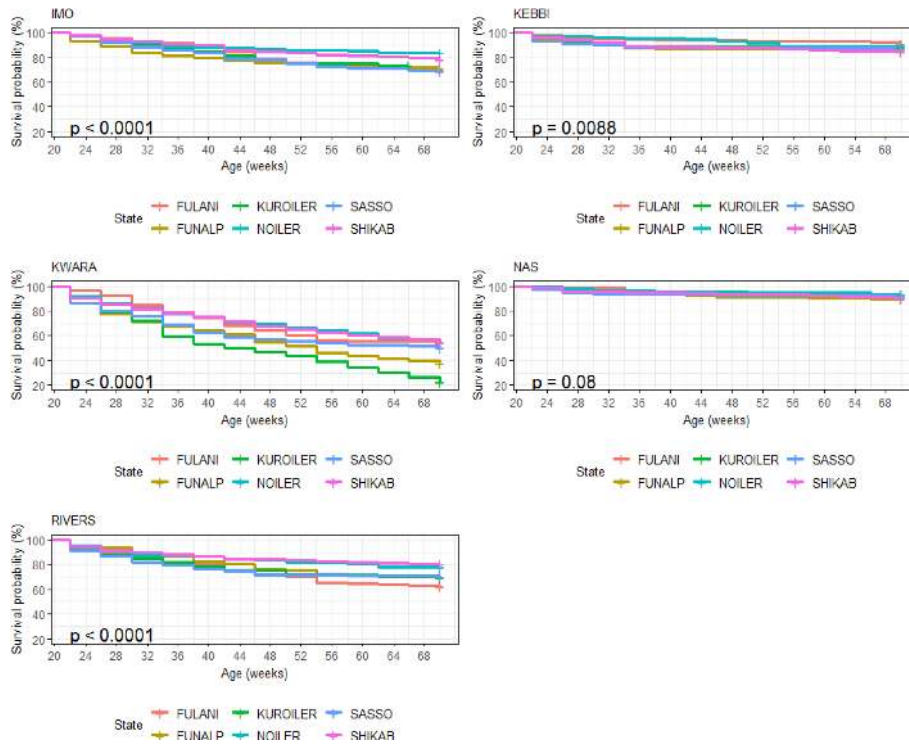 IMO
Survival probability (%)
100
80
60
40
20
p < 0.0001
20 24 28 32 36 40 44 48 52 56 60 64 68
Age (weeks)
State FULANI KUROILER SASSO
FUNALP NOILER SHIKAB
KEBBI
Survival probability (%)
100
80
60
40
20
p = 0.0088
20 24 28 32 36 40 44 48 52 56 60 64 68
Age (weeks)
State FULANI KUROILER SASSO
FUNALP NOILER SHIKAB
KWARA
Survival probability (%)
100
80
60
40
20
p < 0.0001
20 24 28 32 36 40 44 48 52 56 60 64 68
Age (weeks)
State FULANI KUROILER SASSO
FUNALP NOILER SHIKAB
NAS
Survival probability (%)
100
80
60
40
20
p = 0.08
20 24 28 32 36 40 44 48 52 56 60 64 68
Age (weeks)
State FULANI KUROILER SASSO
FUNALP NOILER SHIKAB
RIVERS
Survival probability (%)
100
80
60
40
20
p < 0.0001
20 24 28 32 36 40 44 48 52 56 60 64 68
Age (weeks)
State FULANI KUROILER SASSO
FUNALP NOILER SHIKAB